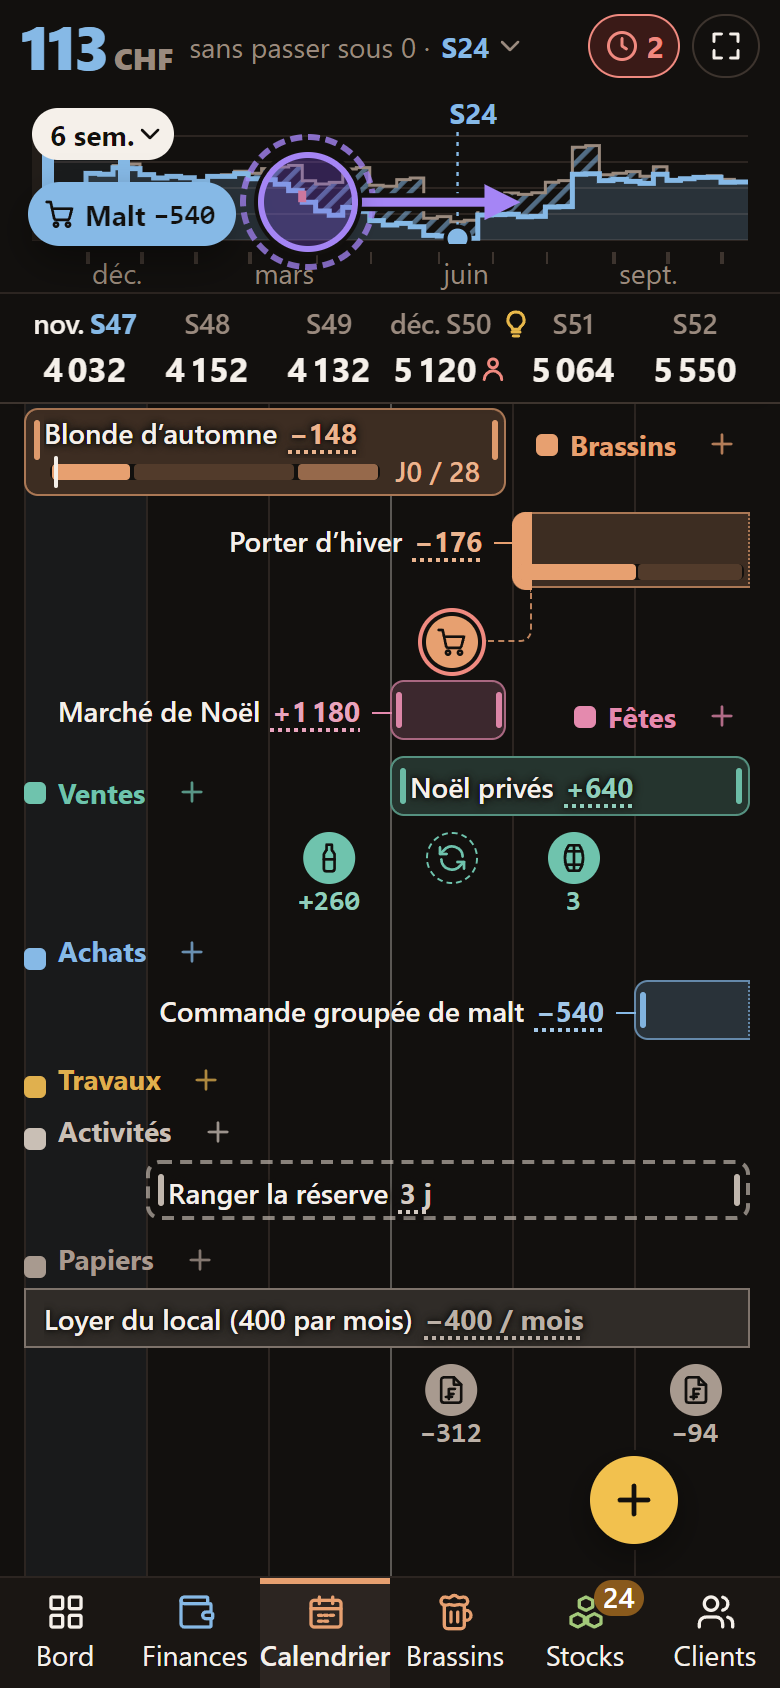 113 CHF sans passer sous 0 · S24
2
S24
6 sem.
Malt −540
déc. mars juin sept.
nov. S47 S48 S49 déc. S50 S51 S52
4 032 4 152 4 132 5 120 5 064 5 550
Blonde d’automne −148
J0 / 28
Brassins +
Porter d’hiver −176
Marché de Noël +1 180
Fêtes +
Ventes +
Noël privés +640
+260 3
Achats +
Commande groupée de malt −540
Travaux +
Activités +
Ranger la réserve 3 j
Papiers +
Loyer du local (400 par mois) −400 / mois
−312 −94
+
24
Bord Finances Calendrier Brassins Stocks Clients